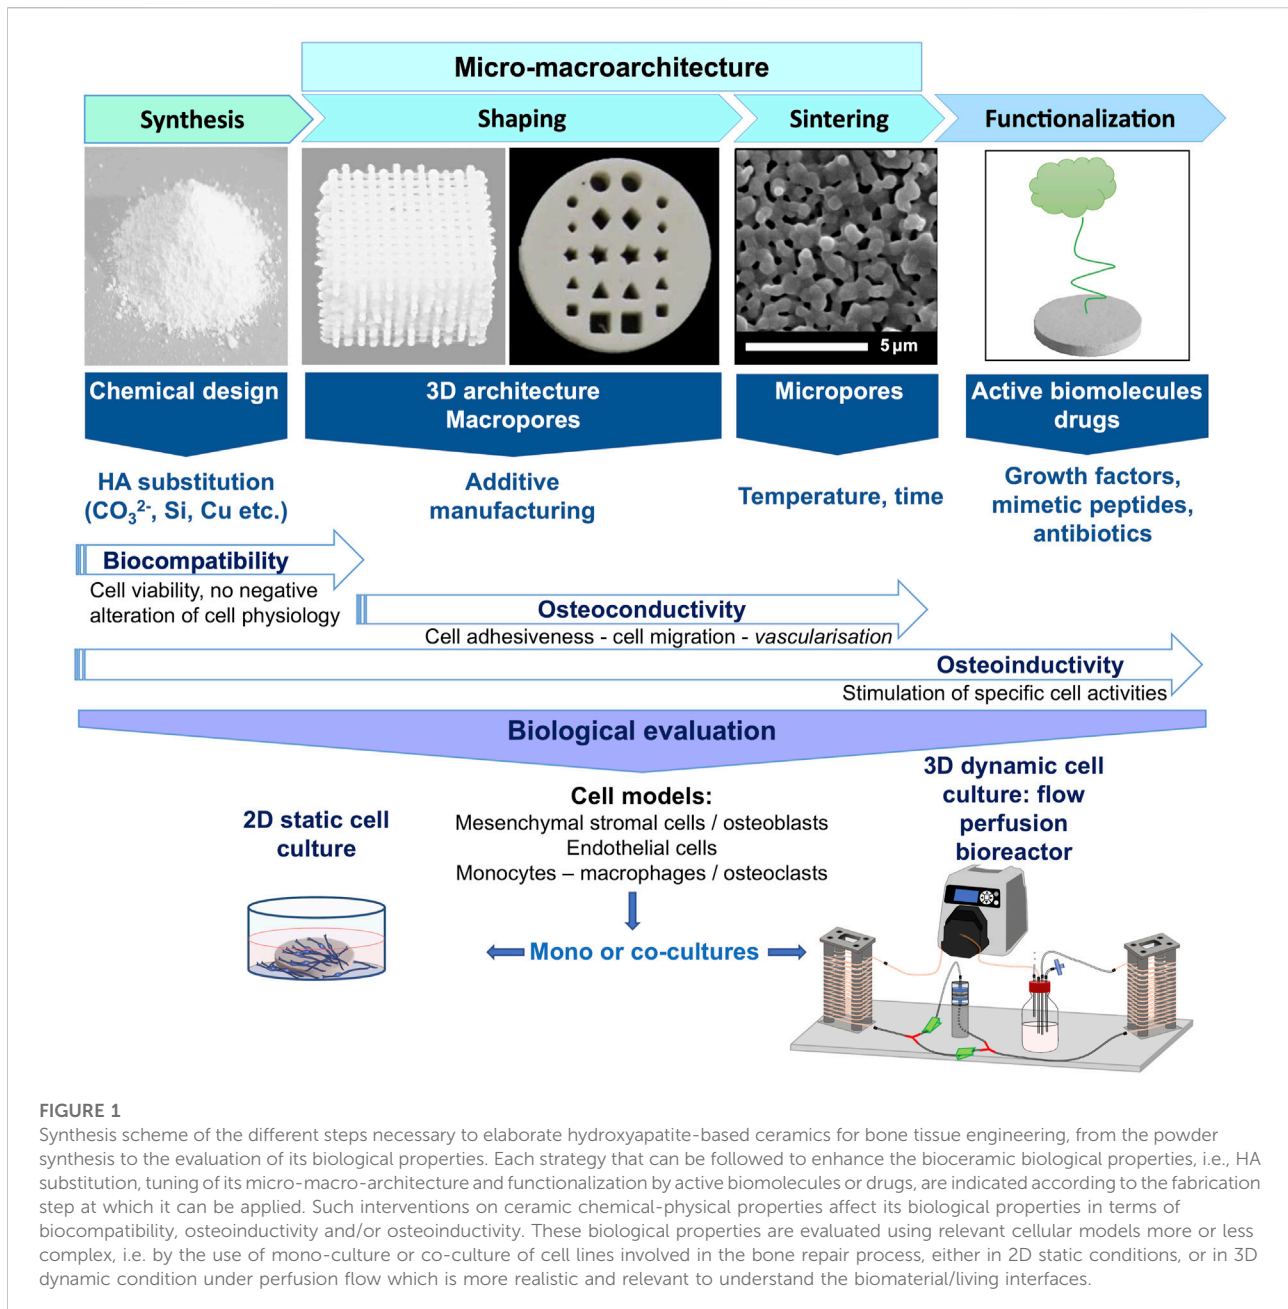 Micro-macroarchitecture
Synthesis
Shaping
Sintering
Functionalization
5 µm
Chemical design
3D architecture
Macropores
Micropores
Active biomolecules
drugs
HA substitution
(CO₃²⁻, Si, Cu etc.)
Additive
manufacturing
Temperature, time
Growth factors,
mimetic peptides,
antibiotics
Biocompatibility
Cell viability, no negative
alteration of cell physiology
Osteoconductivity
Cell adhesiveness - cell migration - vascularisation
Osteoinductivity
Stimulation of specific cell activities
Biological evaluation
2D static cell
culture
Cell models:
Mesenchymal stromal cells / osteoblasts
Endothelial cells
Monocytes – macrophages / osteoclasts
Mono or co-cultures
3D dynamic cell
culture: flow
perfusion
bioreactor
FIGURE 1
Synthesis scheme of the different steps necessary to elaborate hydroxyapatite-based ceramics for bone tissue engineering, from the powder
synthesis to the evaluation of its biological properties. Each strategy that can be followed to enhance the bioceramic biological properties, i.e., HA
substitution, tuning of its micro-macro-architecture and functionalization by active biomolecules or drugs, are indicated according to the fabrication
step at which it can be applied. Such interventions on ceramic chemical-physical properties affect its biological properties in terms of
biocompatibility, osteoinductivity and/or osteoinductivity. These biological properties are evaluated using relevant cellular models more or less
complex, i.e. by the use of mono-culture or co-culture of cell lines involved in the bone repair process, either in 2D static conditions, or in 3D
dynamic condition under perfusion flow which is more realistic and relevant to understand the biomaterial/living interfaces.